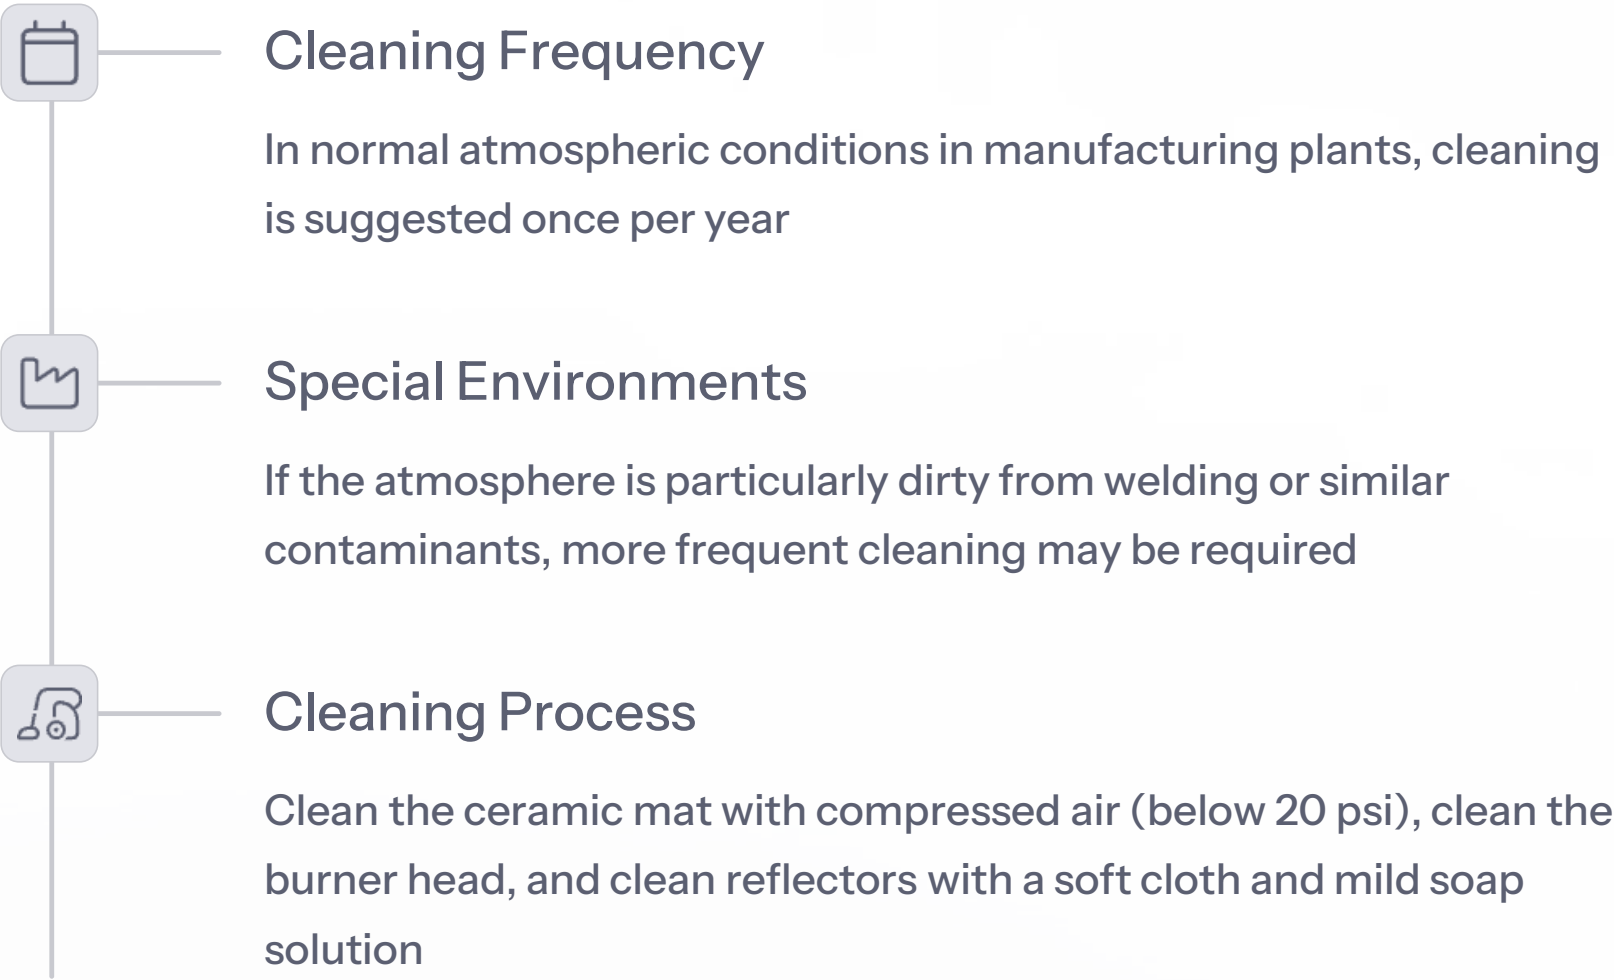 Cleaning Frequency
In normal atmospheric conditions in manufacturing plants, cleaning
is suggested once per year
Special Environments
If the atmosphere is particularly dirty from welding or similar
contaminants, more frequent cleaning may be required
Cleaning Process
Clean the ceramic mat with compressed air (below 20 psi), clean the
burner head, and clean reflectors with a soft cloth and mild soap
solution